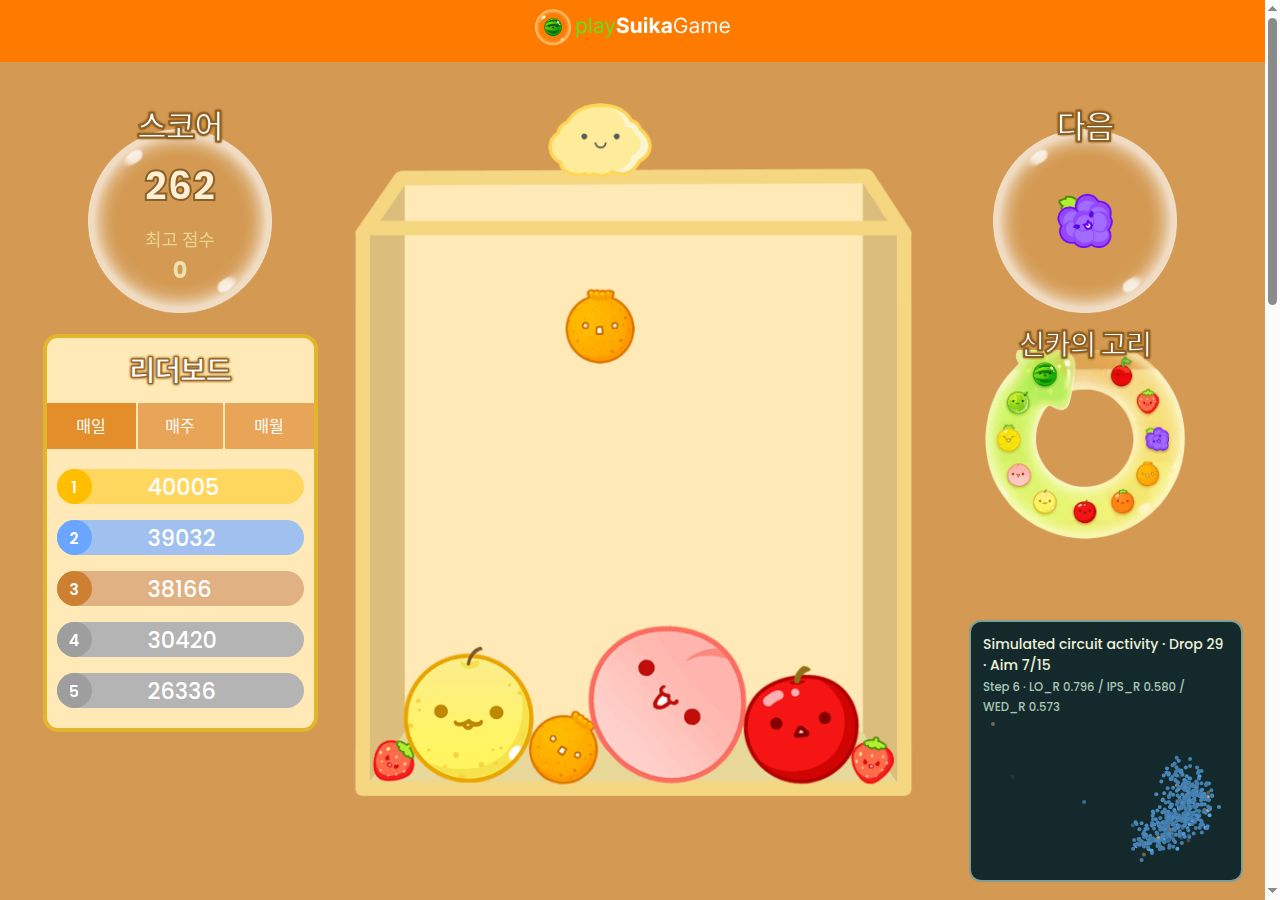 playSuikaGame
스코어
262
최고 점수
0
리더보드
매일 매주 매월
1 40005
2 39032
3 38166
4 30420
5 26336
다음
신카의 고리
Simulated circuit activity · Drop 29
· Aim 7/15
Step 6 · LO_R 0.796 / IPS_R 0.580 /
WED_R 0.573